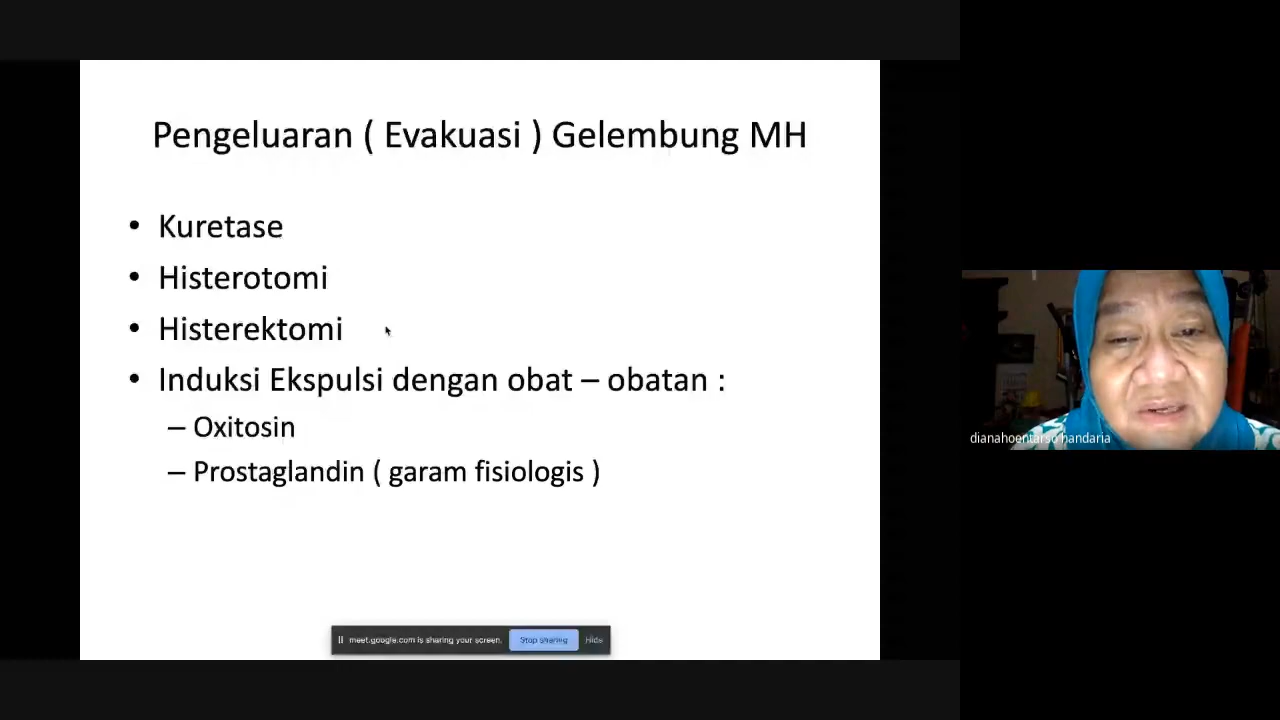 Pengeluaran ( Evakuasi ) Gelembung MH
• Kuretase
• Histerotomi
• Histerektomi
• Induksi Ekspulsi dengan obat – obatan :
– Oxitosin
– Prostaglandin ( garam fisiologis )
meet.google.com is sharing your screen. Stop sharing Hide
dianahoentarso handaria